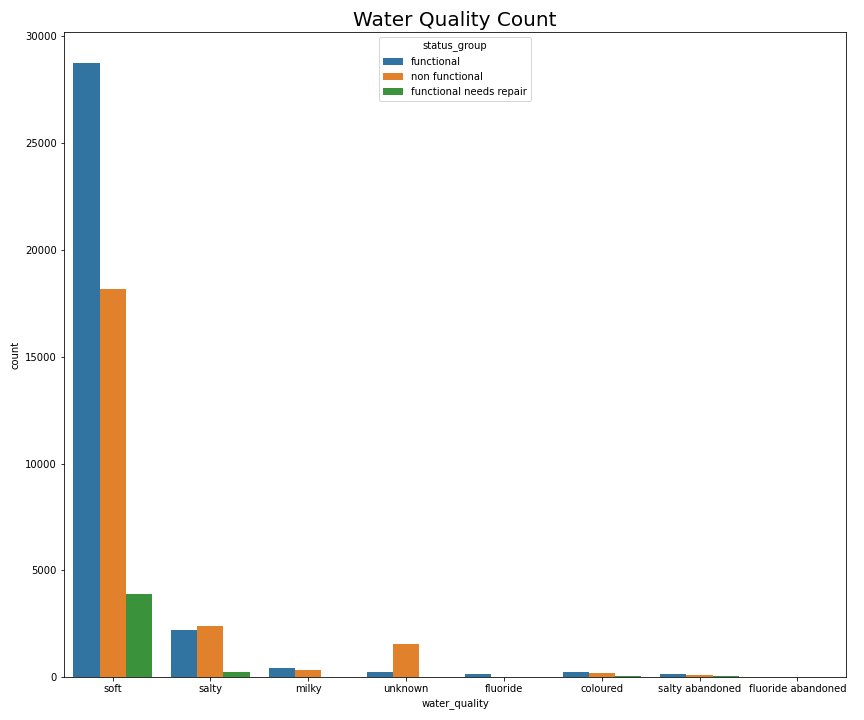 Water Quality Count
status_group
functional
non functional
functional needs repair
30000
25000
20000
15000
10000
5000
0
count
soft salty milky unknown fluoride coloured salty abandoned fluoride abandoned
water_quality